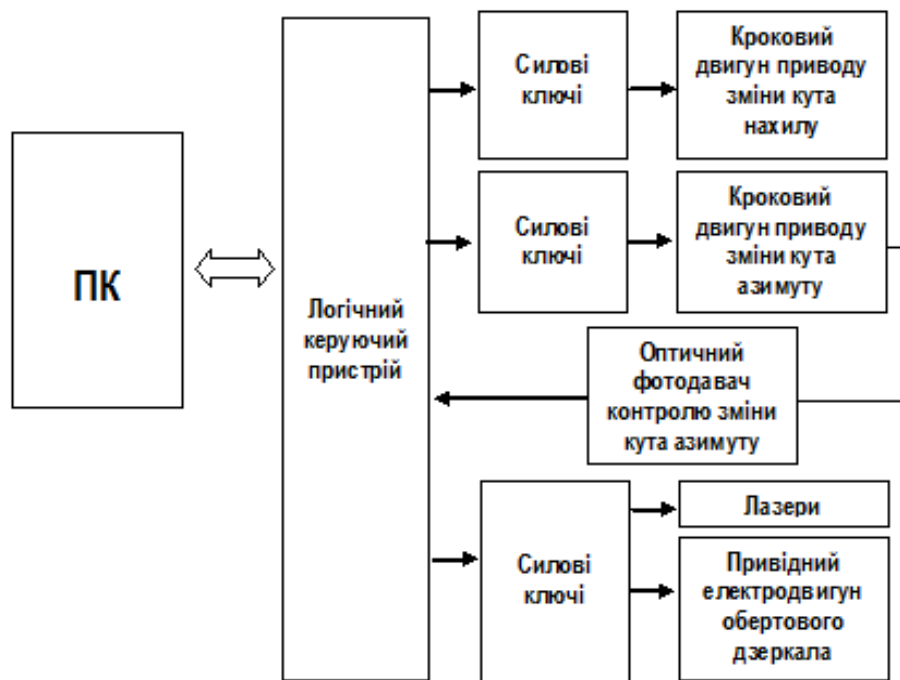 ПК
Логічний
керуючий
пристрій
Силові
ключі
Кроковий
двигун приводу
зміни кута
нахилу
Силові
ключі
Кроковий
двигун приводу
зміни кута
азимуту
Оптичний
фотодавач
контролю зміни
кута азимуту
Силові
ключі
Лазери
Привідний
електродвигун
обертового
дзеркала